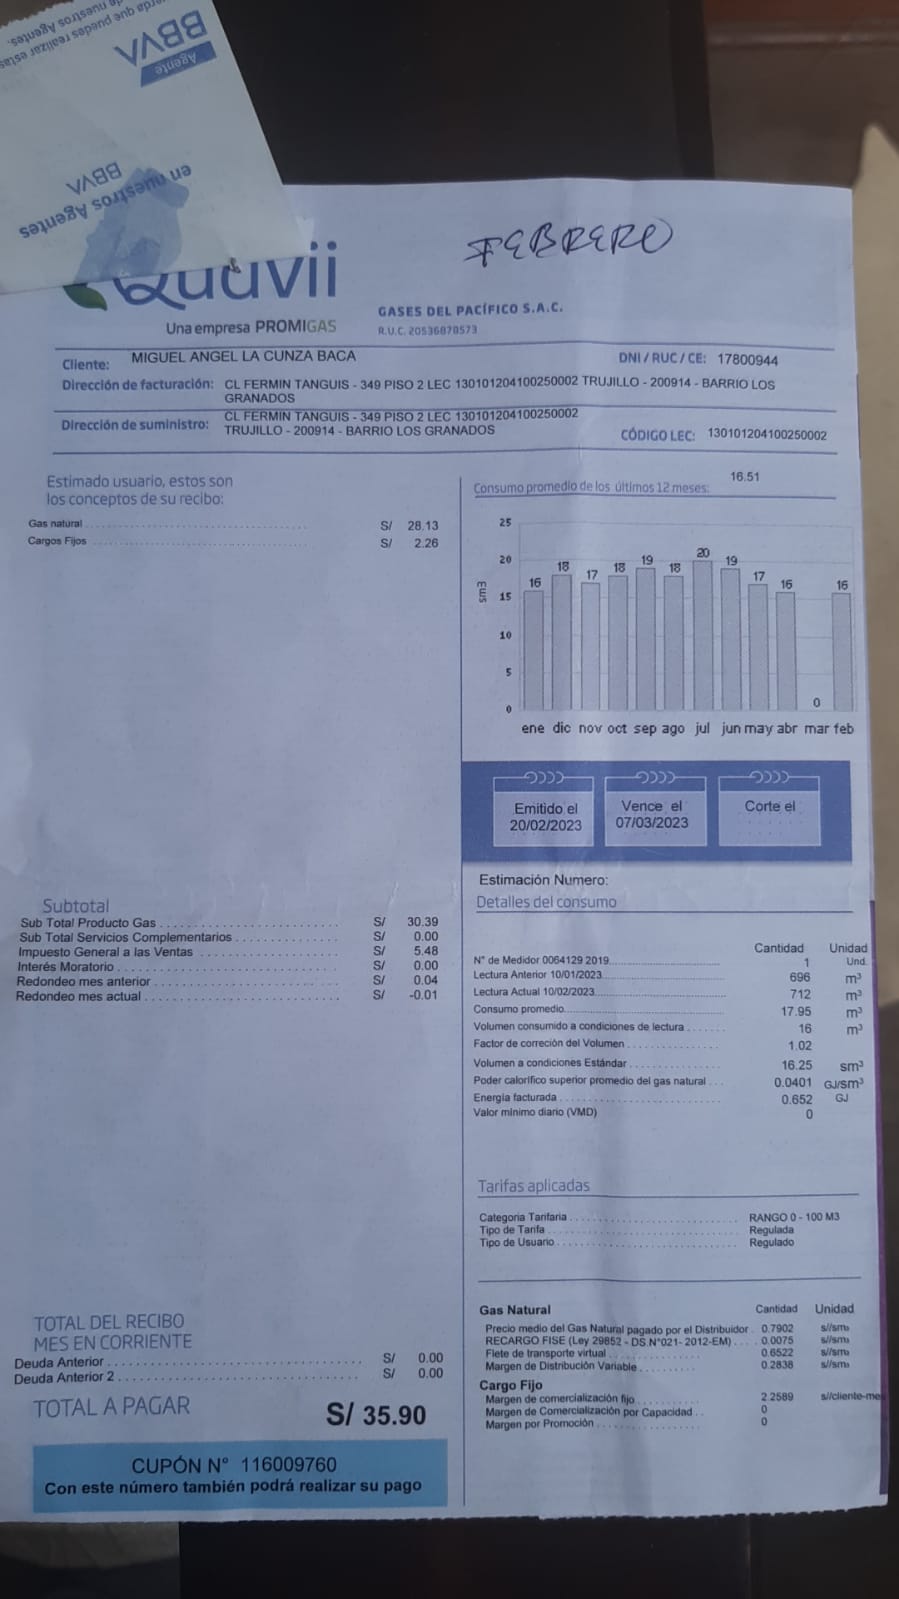 erda que puedes realizar estas
de nuestros Agentes.
Agente
BBVA
en nuestros Agentes
BBVA
FEBRERO
Quavii
Una empresa PROMIGAS
GASES DEL PACÍFICO S.A.C.
R.U.C. 20536878573
Cliente: MIGUEL ANGEL LA CUNZA BACA
DNI / RUC / CE: 17800944
Dirección de facturación: CL FERMIN TANGUIS - 349 PISO 2 LEC 130101204100250002 TRUJILLO - 200914 - BARRIO LOS
GRANADOS
Dirección de suministro: CL FERMIN TANGUIS - 349 PISO 2 LEC 130101204100250002
TRUJILLO - 200914 - BARRIO LOS GRANADOS
CÓDIGO LEC: 130101204100250002
Estimado usuario, estos son
los conceptos de su recibo:
Gas natural S/ 28.13
Cargos Fijos S/ 2.26
Consumo promedio de los últimos 12 meses: 16.51
25
20
15
10
5
0
sm3
16 18 17 18 19 18 20 19 17 16 0 16
ene dic nov oct sep ago jul jun may abr mar feb
Emitido el
20/02/2023
Vence el
07/03/2023
Corte el
Estimación Numero:
Detalles del consumo
Cantidad Unidad
N° de Medidor 0064129 2019 1 Und.
Lectura Anterior 10/01/2023 696 m³
Lectura Actual 10/02/2023 712 m³
Consumo promedio 17.95 m³
Volumen consumido a condiciones de lectura 16 m³
Factor de correción del Volumen 1.02
Volumen a condiciones Estándar 16.25 sm³
Poder calorífico superior promedio del gas natural 0.0401 GJ/sm³
Energía facturada 0.652 GJ
Valor mínimo diario (VMD) 0
Subtotal
Sub Total Producto Gas S/ 30.39
Sub Total Servicios Complementarios S/ 0.00
Impuesto General a las Ventas S/ 5.48
Interés Moratorio S/ 0.00
Redondeo mes anterior S/ 0.04
Redondeo mes actual S/ -0.01
Tarifas aplicadas
Categoria Tarifaria RANGO 0 - 100 M3
Tipo de Tarifa Regulada
Tipo de Usuario Regulado
Gas Natural Cantidad Unidad
Precio medio del Gas Natural pagado por el Distribuidor 0.7902 s//sm³
RECARGO FISE (Ley 29852 - DS.N°021- 2012-EM) 0.0075 s//sm³
Flete de transporte virtual 0.6522 s//sm³
Margen de Distribución Variable 0.2838 s//sm³
Cargo Fijo
Margen de comercialización fijo 2.2589 s//cliente-mes
Margen de Comercialización por Capacidad 0
Margen por Promoción 0
TOTAL DEL RECIBO
MES EN CORRIENTE
Deuda Anterior S/ 0.00
Deuda Anterior 2 S/ 0.00
TOTAL A PAGAR S/ 35.90
CUPÓN N° 116009760
Con este número también podrá realizar su pago